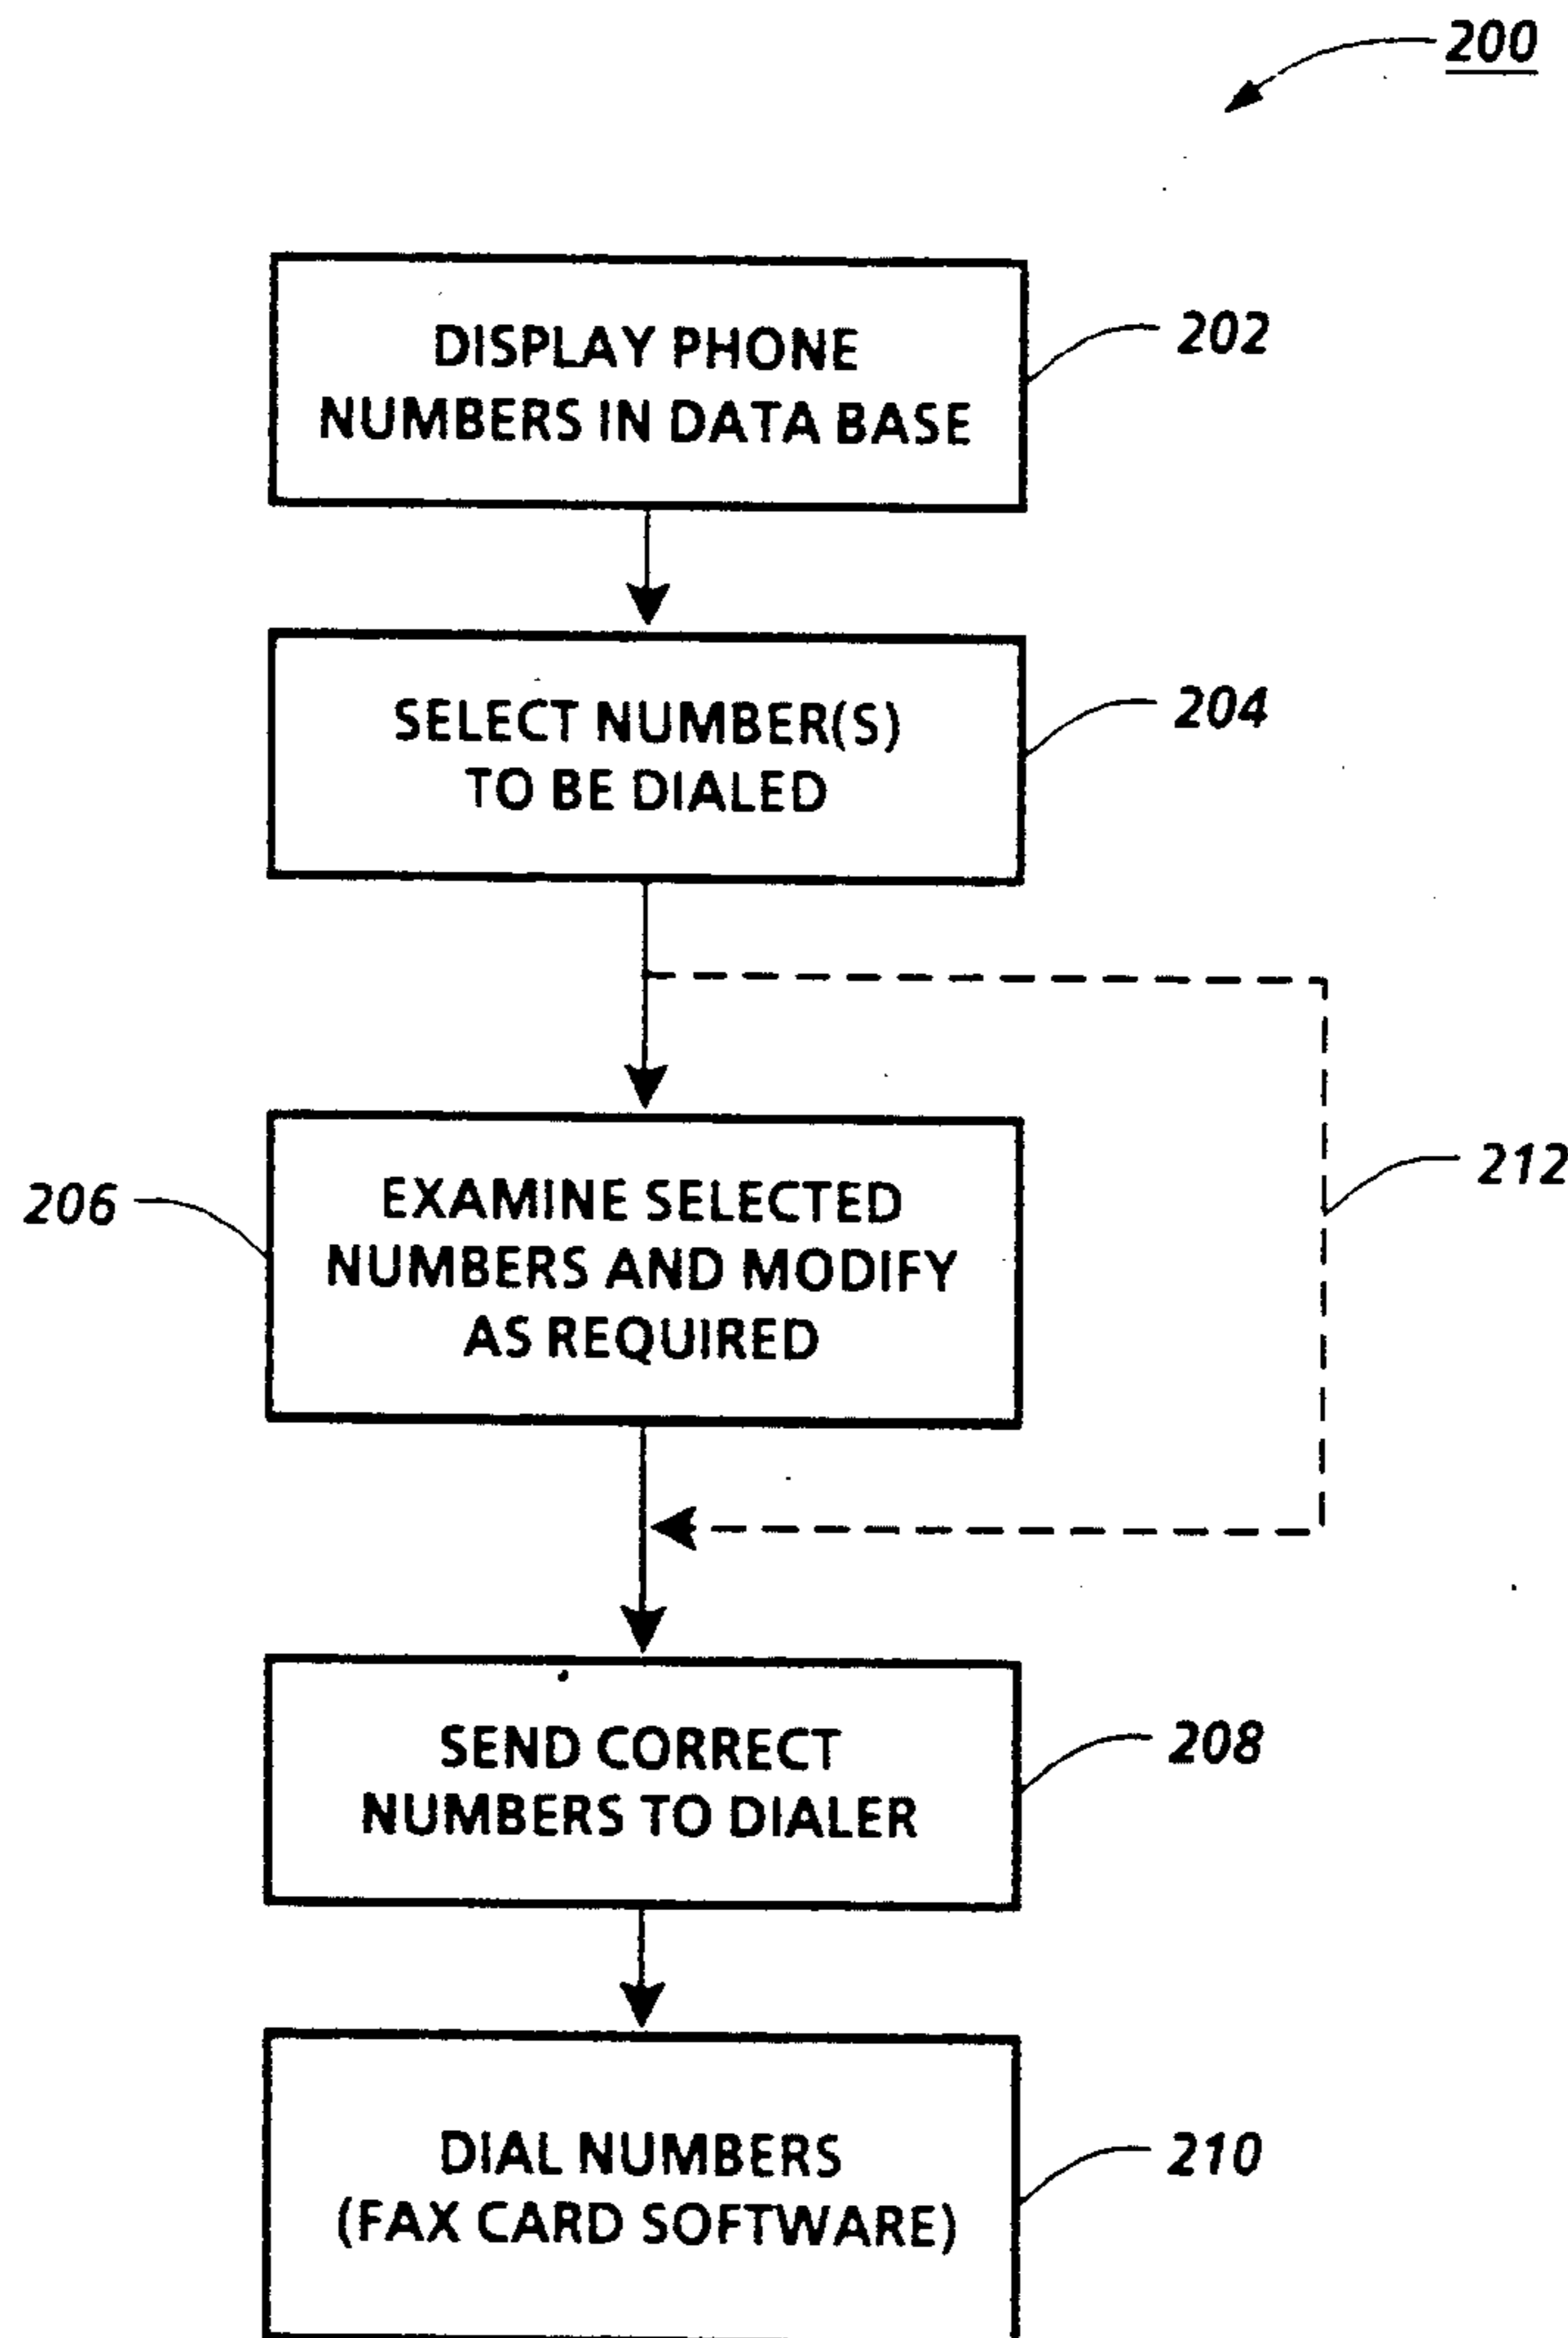 200
DISPLAY PHONE
NUMBERS IN DATA BASE
202
SELECT NUMBER(S)
TO BE DIALED
204
206
EXAMINE SELECTED
NUMBERS AND MODIFY
AS REQUIRED
212
SEND CORRECT
NUMBERS TO DIALER
208
DIAL NUMBERS
(FAX CARD SOFTWARE)
210